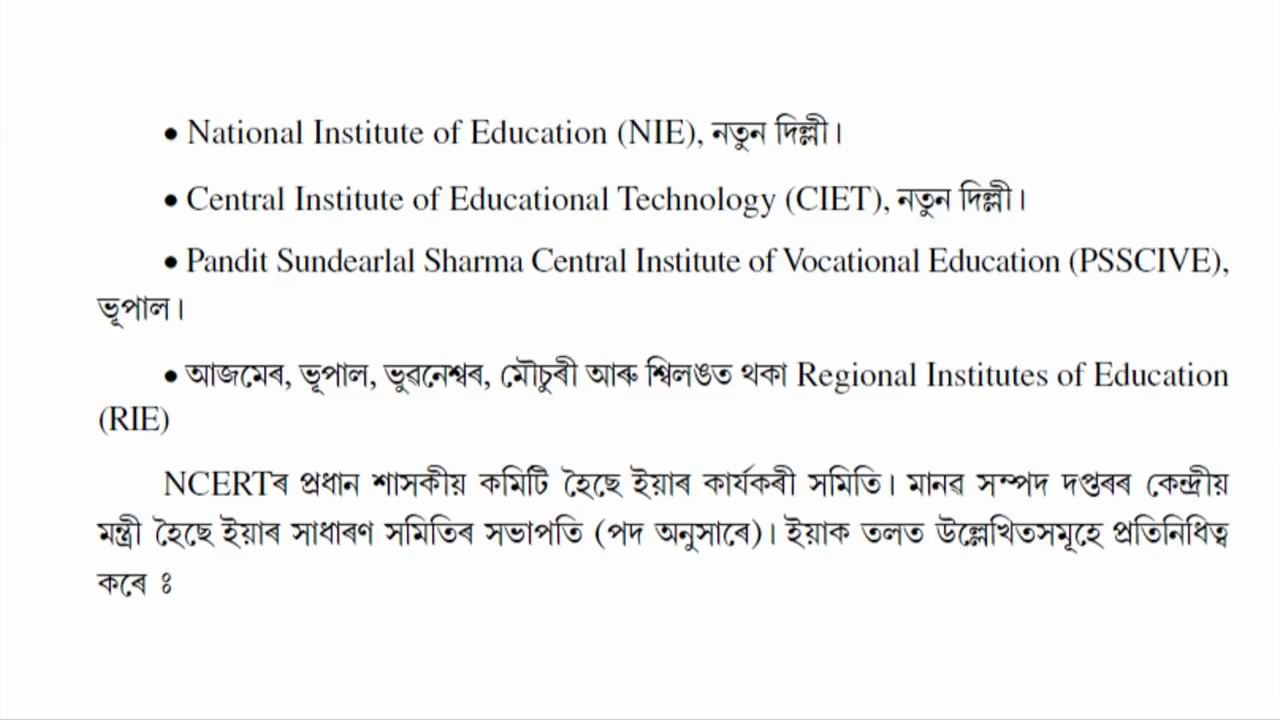 • National Institute of Education (NIE), নতুন দিল্লী।
• Central Institute of Educational Technology (CIET), নতুন দিল্লী।
• Pandit Sundearlal Sharma Central Institute of Vocational Education (PSSCIVE),
ভূপাল।
• আজমেৰ, ভূপাল, ভুৱনেশ্বৰ, মৌচুৰী আৰু শ্বিলঙত থকা Regional Institutes of Education
(RIE)
NCERTৰ প্ৰধান শাসকীয় কমিটি হৈছে ইয়াৰ কাৰ্যকৰী সমিতি। মানৱ সম্পদ দপ্তৰৰ কেন্দ্ৰীয়
মন্ত্ৰী হৈছে ইয়াৰ সাধাৰণ সমিতিৰ সভাপতি (পদ অনুসাৰে)। ইয়াক তলত উল্লেখিতসমূহে প্ৰতিনিধিত্ব
কৰে ঃ